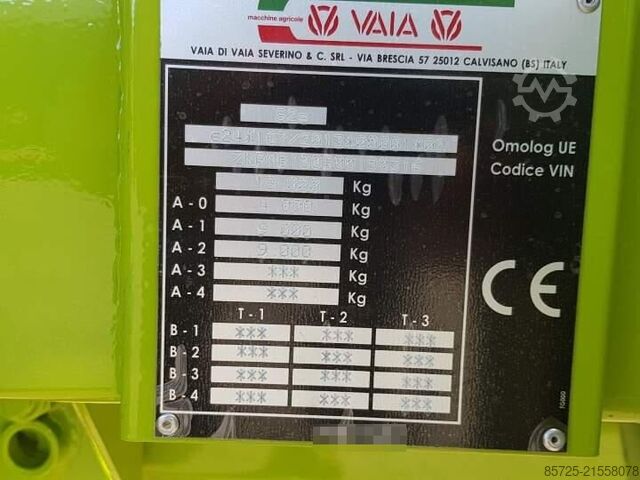 macchine agricole VAIA
VAIA DI VAIA SEVERINO & C. SRL - VIA BRESCIA 57 25012 CALVISANO (BS) ITALY
Omolog UE
Codice VIN
Kg
A - 0 Kg
A - 1 9.000 Kg
A - 2 9.000 Kg
A - 3 *** Kg
A - 4 *** Kg
T - 1 T - 2 T - 3
B - 1 *** *** ***
B - 2 *** *** ***
B - 3 *** *** ***
B - 4 *** *** ***
CE
85725-21558078